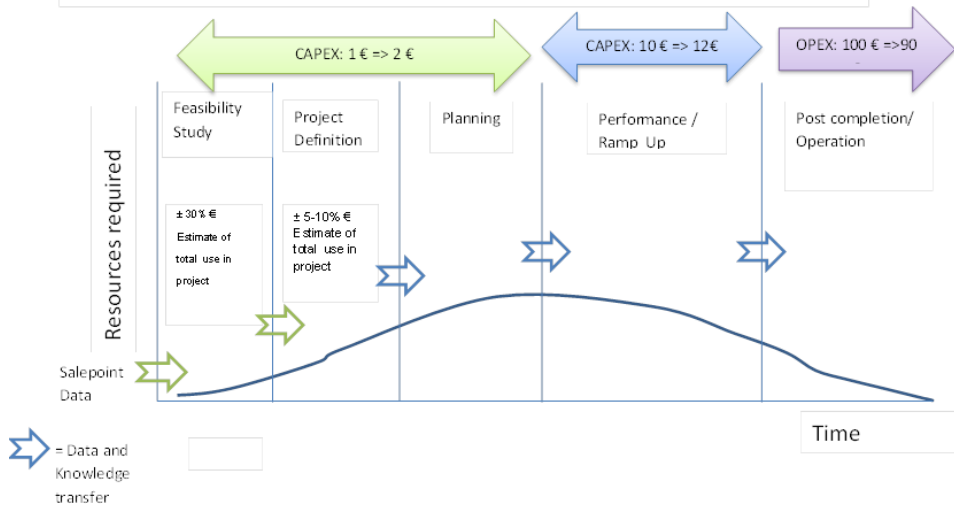 CAPEX: 1 € => 2 €
CAPEX: 10 € => 12€
OPEX: 100 € =>90
Feasibility
Study
Project
Definition
Planning
Performance /
Ramp Up
Post completion/
Operation
Resources required
± 30% €
Estimate of
total use in
project
± 5-10% €
Estimate of
total use in
project
Salepoint
Data
Time
= Data and
Knowledge
transfer